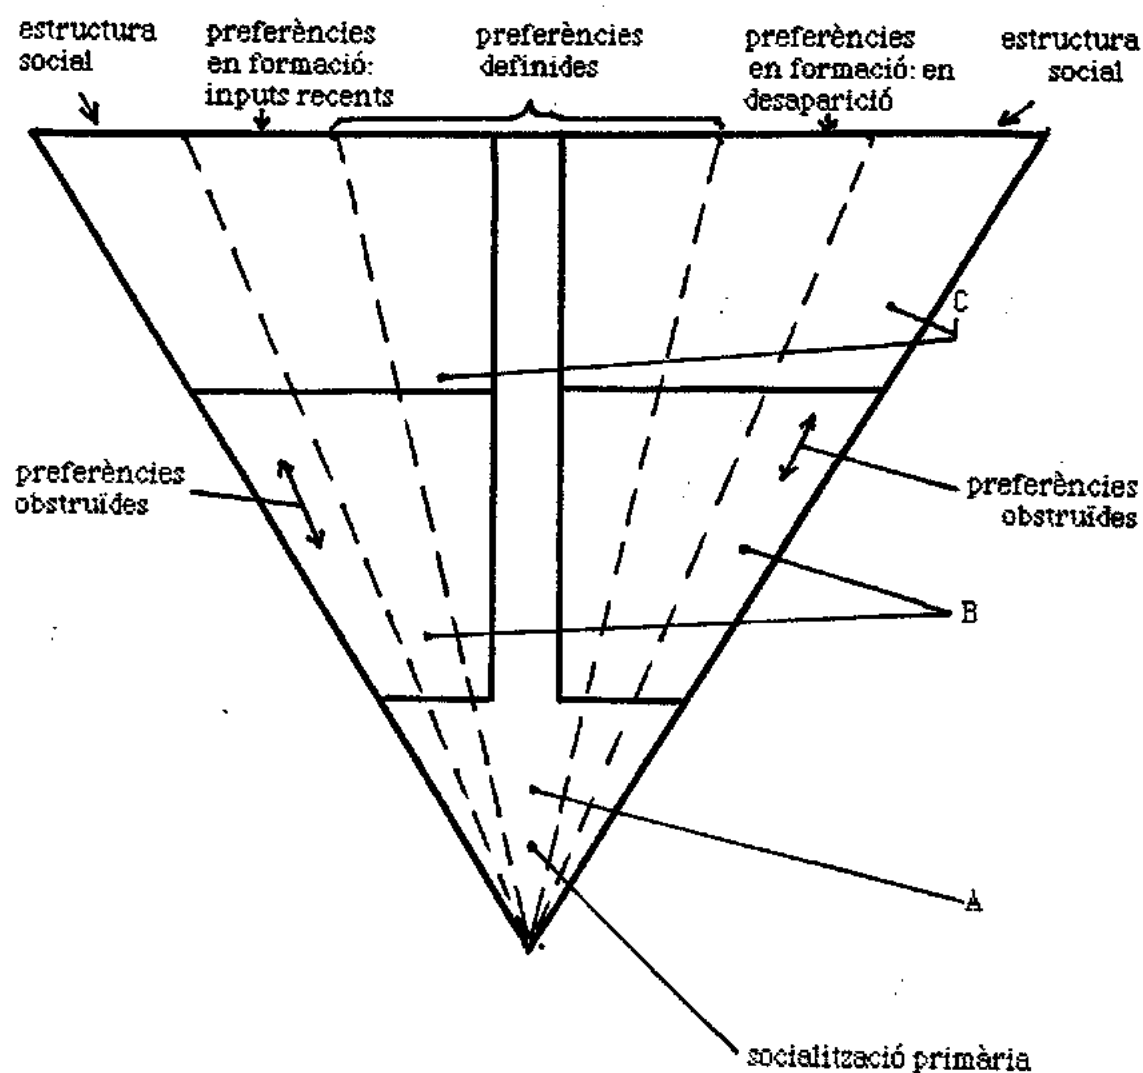 estructura
social
preferències
en formació:
inputs recents
preferències
definides
preferències
en formació: en
desaparició
estructura
social
C
preferències
obstruïdes
preferències
obstruïdes
B
A
socialització primària